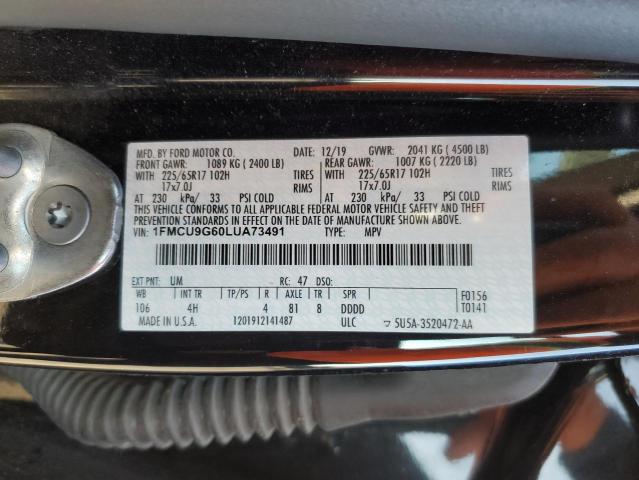 MFD. BY FORD MOTOR CO. 12/19 GVWR: 2041 KG ( 4500 LB)
FRONT GAWR: 1089 KG ( 2400 LB) REAR GAWR: 1007 KG ( 2220 LB)
WITH 225/65R17 102H TIRES WITH 225/65R17 102H TIRES
17x7.0J RIMS 17x7.0J RIMS
AT 230 kPa/ 33 PSI COLD AT 230 kPa/ 33 PSI COLD
THIS VEHICLE CONFORMS TO ALL APPLICABLE FEDERAL MOTOR VEHICLE SAFETY AND THEFT
PREVENTION STANDARDS IN EFFECT ON THE DATE OF MANUFACTURE SHOWN ABOVE.
VIN: 1FMCU9G60LUA73491 TYPE: MPV
EXT PNT: UM RC: 47 DSO:
WB INT TR TP/PS R AXLE TR SPR F0156
106 4H 4 81 8 DDDD T0141
MADE IN U.S.A. 1201912141487 ULC ▽ 5U5A-3520472-AA